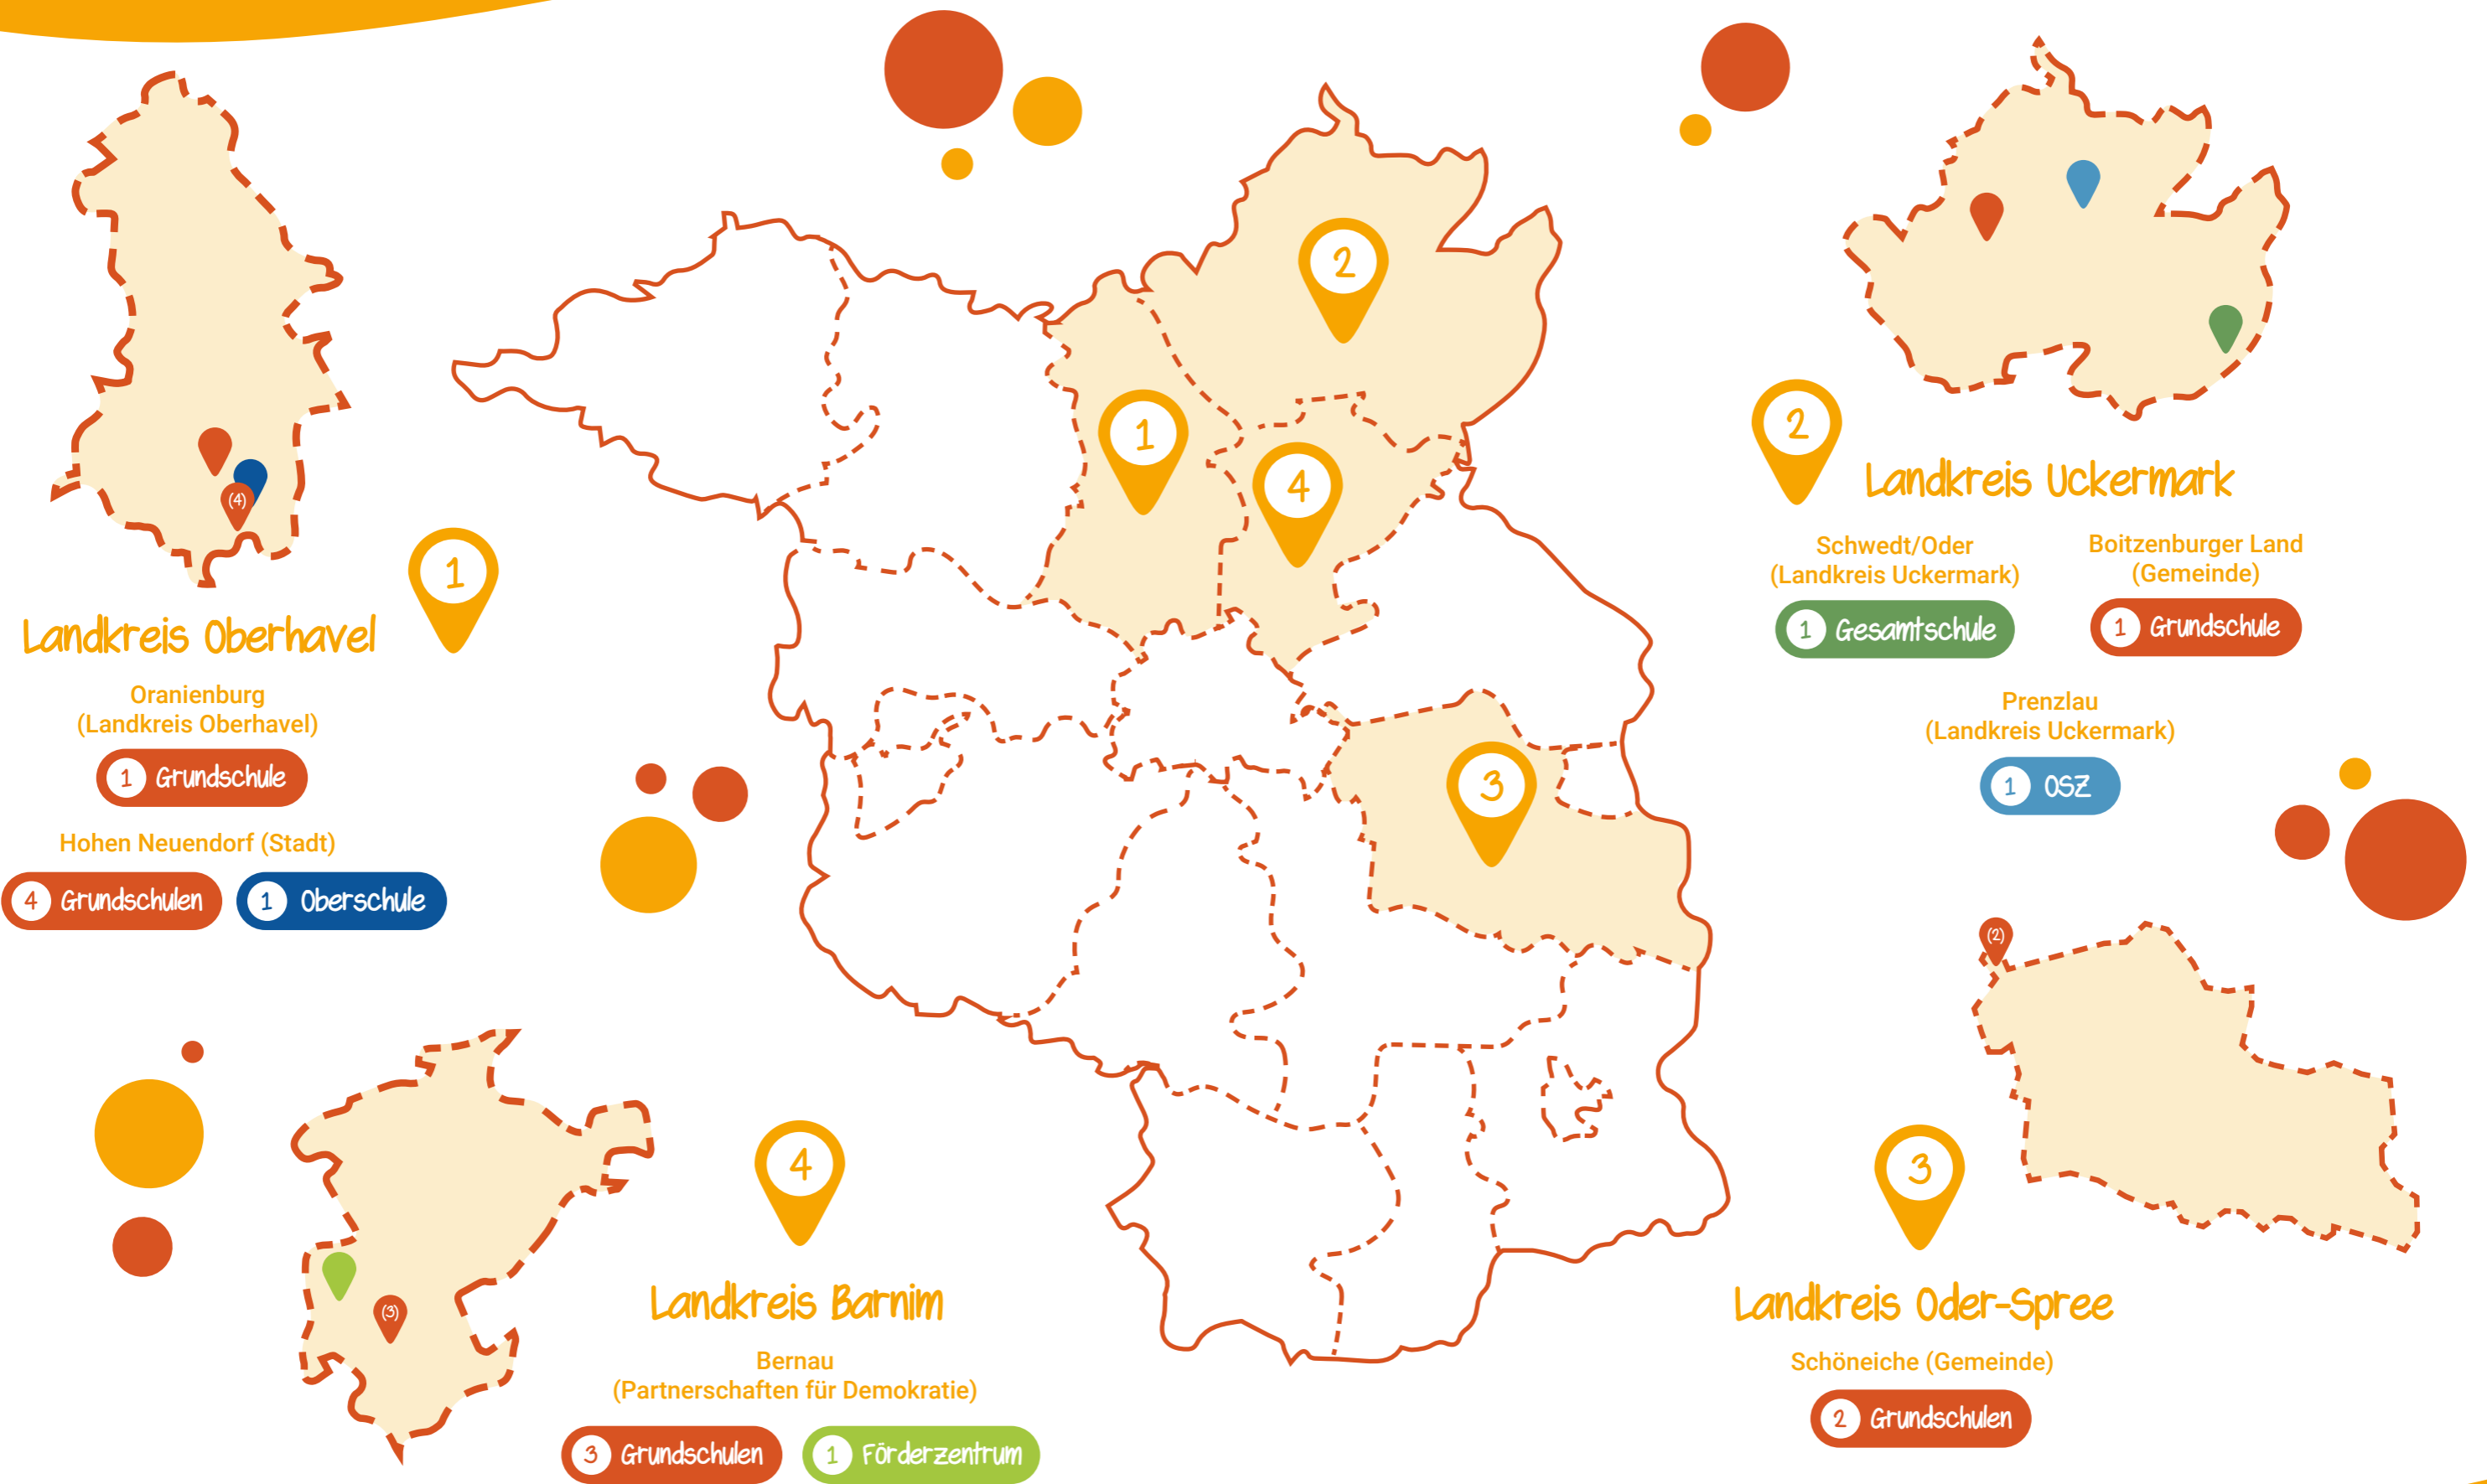 (4)
1
Landkreis Oberhavel
Oranienburg
(Landkreis Oberhavel)
1 Grundschule
Hohen Neuendorf (Stadt)
4 Grundschulen
1 Oberschule
2
1
4
3
2
Landkreis Uckermark
Schwedt/Oder
(Landkreis Uckermark)
1 Gesamtschule
Boitzenburger Land
(Gemeinde)
1 Grundschule
Prenzlau
(Landkreis Uckermark)
1 OSZ
(3)
4
Landkreis Barnim
Bernau
(Partnerschaften für Demokratie)
3 Grundschulen
1 Förderzentrum
(2)
3
Landkreis Oder-Spree
Schöneiche (Gemeinde)
2 Grundschulen